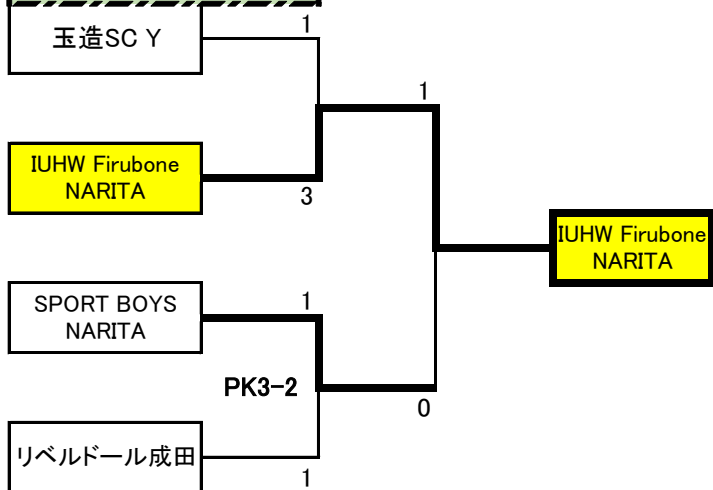 玉造SC Y
1
1
IUHW Firubone
NARITA
3
IUHW Firubone
NARITA
SPORT BOYS
NARITA
1
PK3-2
0
リベルドール成田
1